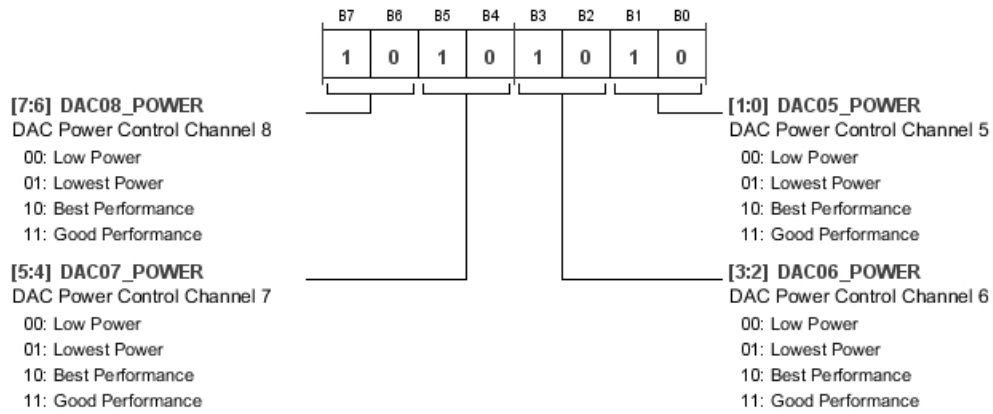 B7 B6 B5 B4 B3 B2 B1 B0
1 0 1 0 1 0 1 0
[7:6] DAC08_POWER
DAC Power Control Channel 8
00: Low Power
01: Lowest Power
10: Best Performance
11: Good Performance
[5:4] DAC07_POWER
DAC Power Control Channel 7
00: Low Power
01: Lowest Power
10: Best Performance
11: Good Performance
[1:0] DAC05_POWER
DAC Power Control Channel 5
00: Low Power
01: Lowest Power
10: Best Performance
11: Good Performance
[3:2] DAC06_POWER
DAC Power Control Channel 6
00: Low Power
01: Lowest Power
10: Best Performance
11: Good Performance